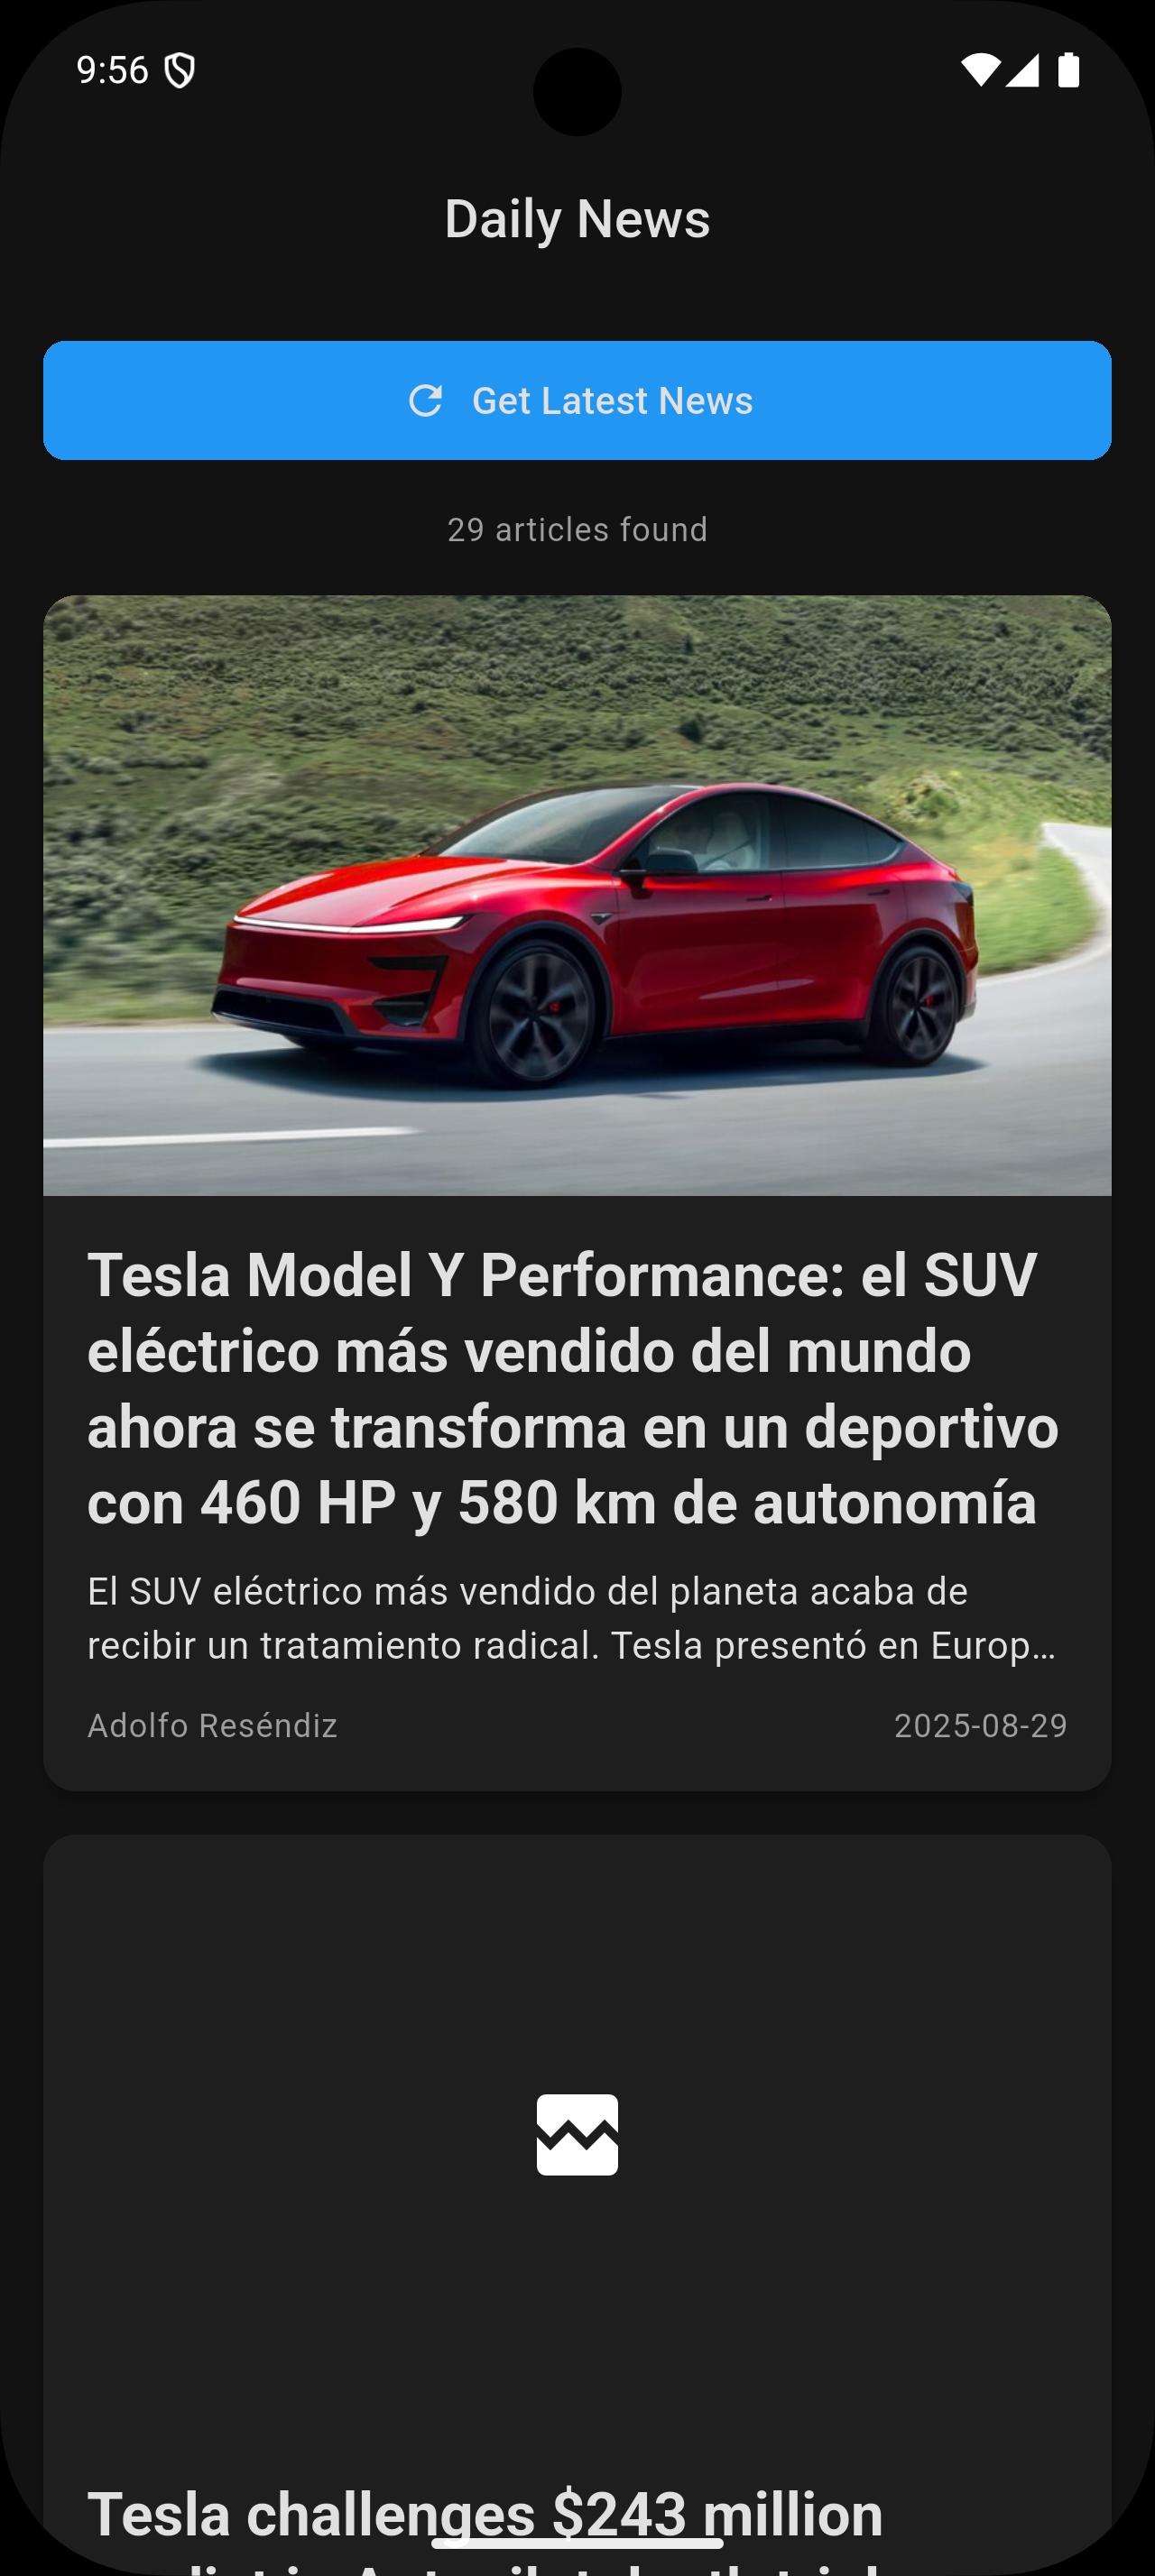 9:56
Daily News
Get Latest News
29 articles found
Tesla Model Y Performance: el SUV
eléctrico más vendido del mundo
ahora se transforma en un deportivo
con 460 HP y 580 km de autonomía
El SUV eléctrico más vendido del planeta acaba de
recibir un tratamiento radical. Tesla presentó en Europ…
Adolfo Reséndiz
2025-08-29
Tesla challenges $243 million